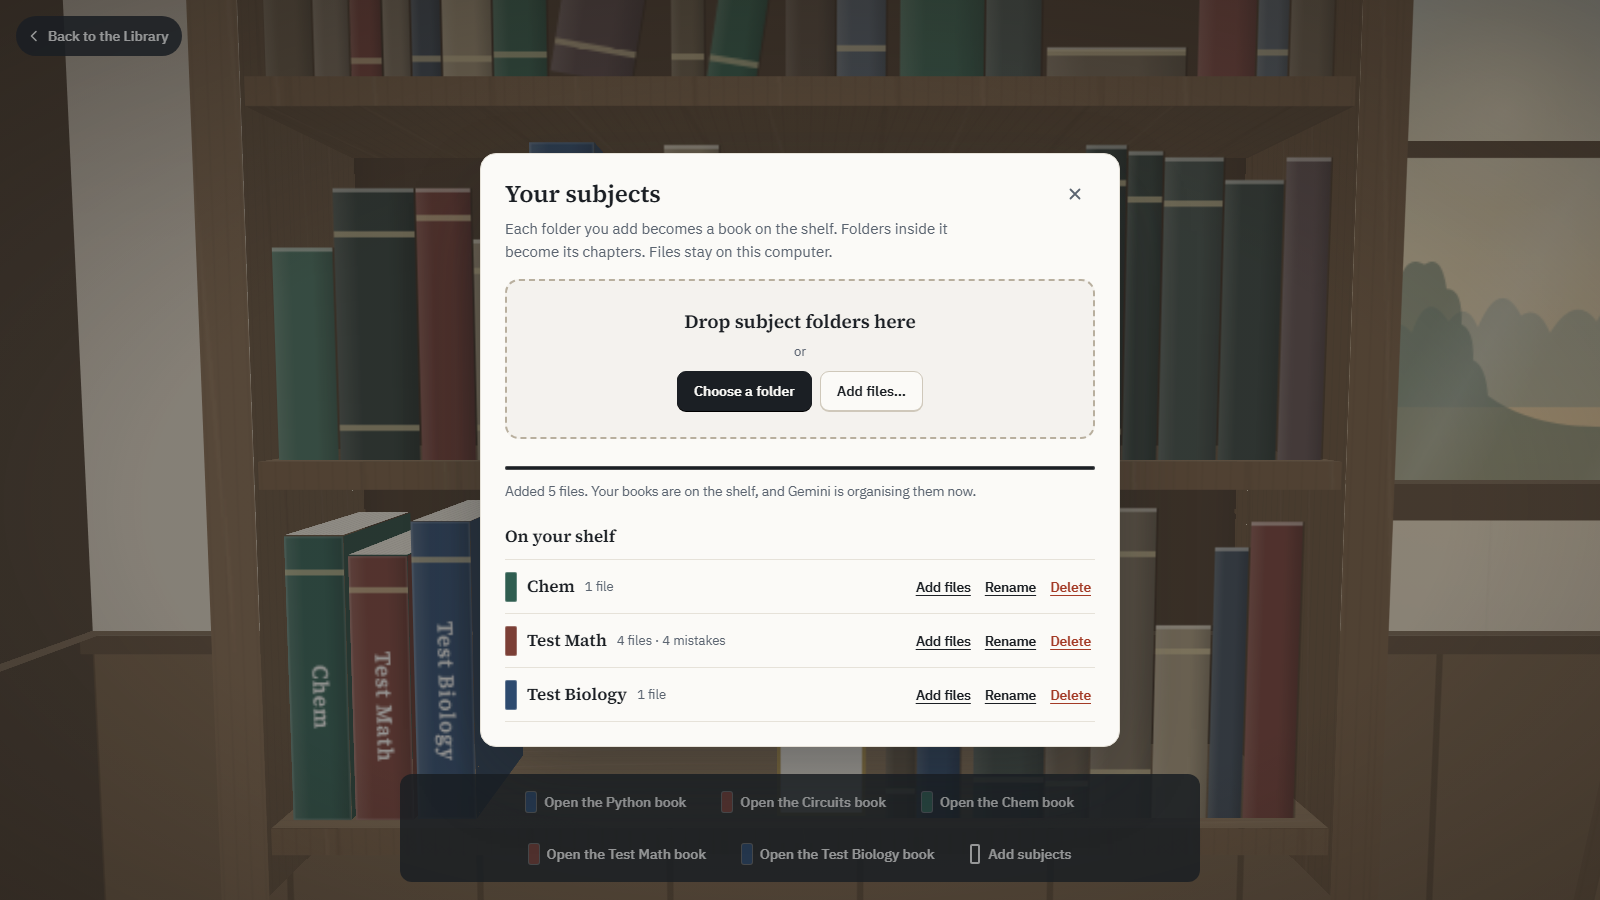 Back to the Library
Your subjects
Each folder you add becomes a book on the shelf. Folders inside it
become its chapters. Files stay on this computer.
Drop subject folders here
or
Choose a folder
Add files...
Added 5 files. Your books are on the shelf, and Gemini is organising them now.
On your shelf
Chem 1 file Add files Rename Delete
Test Math 4 files · 4 mistakes Add files Rename Delete
Test Biology 1 file Add files Rename Delete
Chem
Test Math
Test Biology
Open the Python book
Open the Circuits book
Open the Chem book
Open the Test Math book
Open the Test Biology book
Add subjects